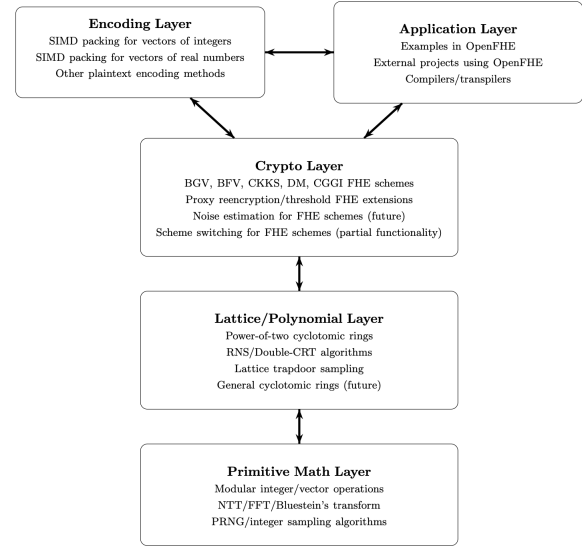 Encoding Layer
SIMD packing for vectors of integers
SIMD packing for vectors of real numbers
Other plaintext encoding methods
Application Layer
Examples in OpenFHE
External projects using OpenFHE
Compilers/transpilers
Crypto Layer
BGV, BFV, CKKS, DM, CGGI FHE schemes
Proxy reencryption/threshold FHE extensions
Noise estimation for FHE schemes (future)
Scheme switching for FHE schemes (partial functionality)
Lattice/Polynomial Layer
Power-of-two cyclotomic rings
RNS/Double-CRT algorithms
Lattice trapdoor sampling
General cyclotomic rings (future)
Primitive Math Layer
Modular integer/vector operations
NTT/FFT/Bluestein's transform
PRNG/integer sampling algorithms